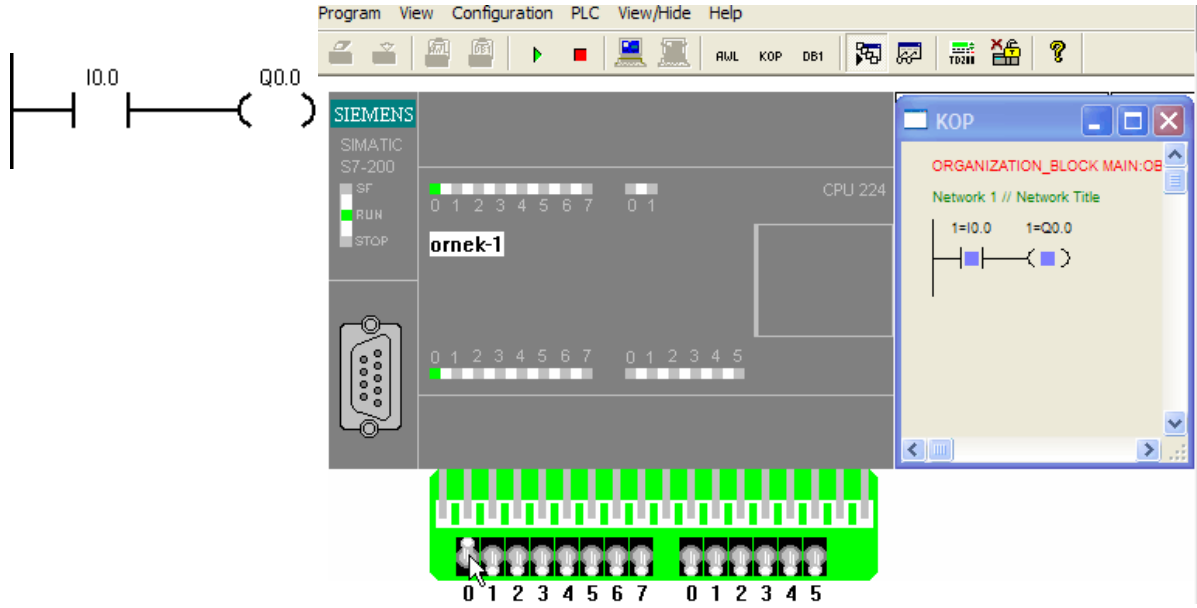 Program View Configuration PLC View/Hide Help
AWL DB1 AWL KOP DB1 TD200 ?
I0.0 Q0.0
SIEMENS
SIMATIC
S7-200
SF
RUN
STOP
0 1 2 3 4 5 6 7 0 1
CPU 224
ornek-1
0 1 2 3 4 5 6 7 0 1 2 3 4 5
KOP
ORGANIZATION_BLOCK MAIN:OB
Network 1 // Network Title
1=I0.0 1=Q0.0
0 1 2 3 4 5 6 7 0 1 2 3 4 5